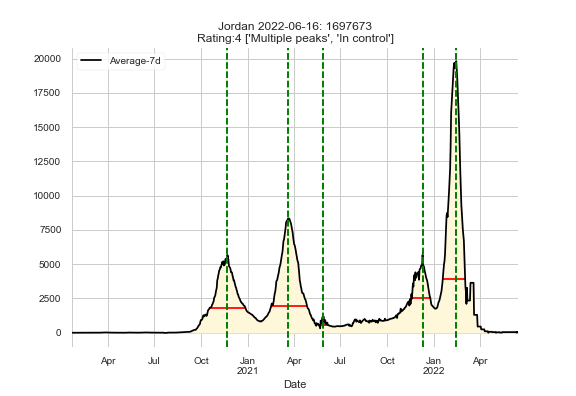 Jordan 2022-06-16: 1697673
Rating:4 ['Multiple peaks', 'In control']
Average-7d
20000
17500
15000
12500
10000
7500
5000
2500
0
Apr Jul Oct Jan Apr Jul Oct Jan Apr
2021 2022
Date